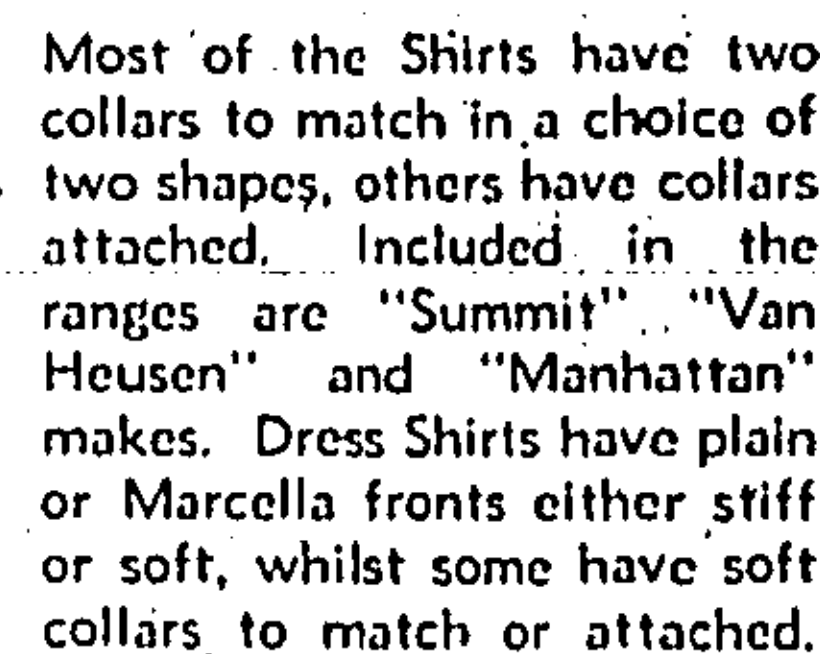 Most of the Shirts have two
collars to match in a choice of
two shapes, others have collars
attached. Included in the
ranges are "Summit" "Van
Heusen" and "Manhattan"
makes. Dress Shirts have plain
or Marcella fronts either stiff
or soft, whilst some have soft
collars to match or attached.